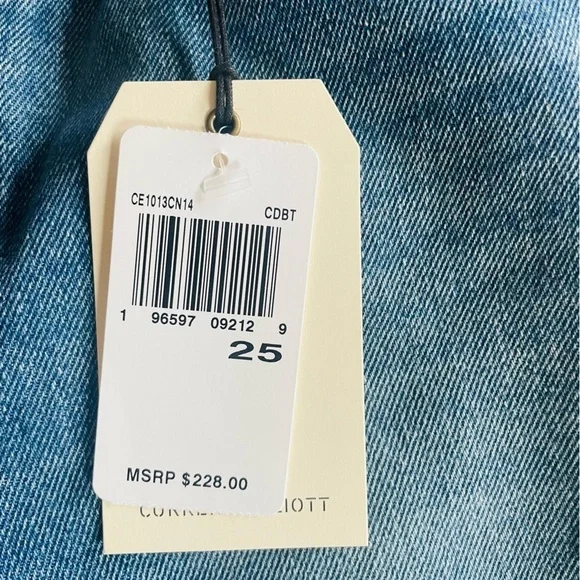 CE1013CN14 CDBT
1 96597 09212 9
25
MSRP $228.00